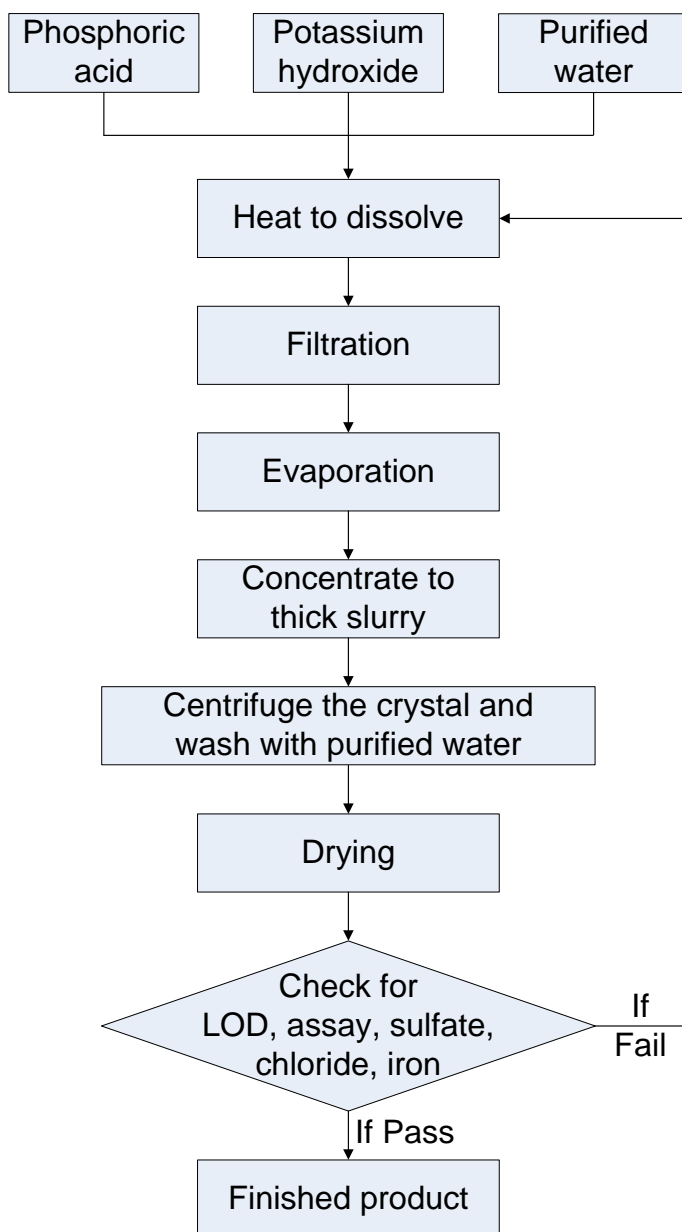 Phosphoric
acid
Potassium
hydroxide
Purified
water
Heat to dissolve
Filtration
Evaporation
Concentrate to
thick slurry
Centrifuge the crystal and
wash with purified water
Drying
Check for
LOD, assay, sulfate,
chloride, iron
If
Fail
If Pass
Finished product